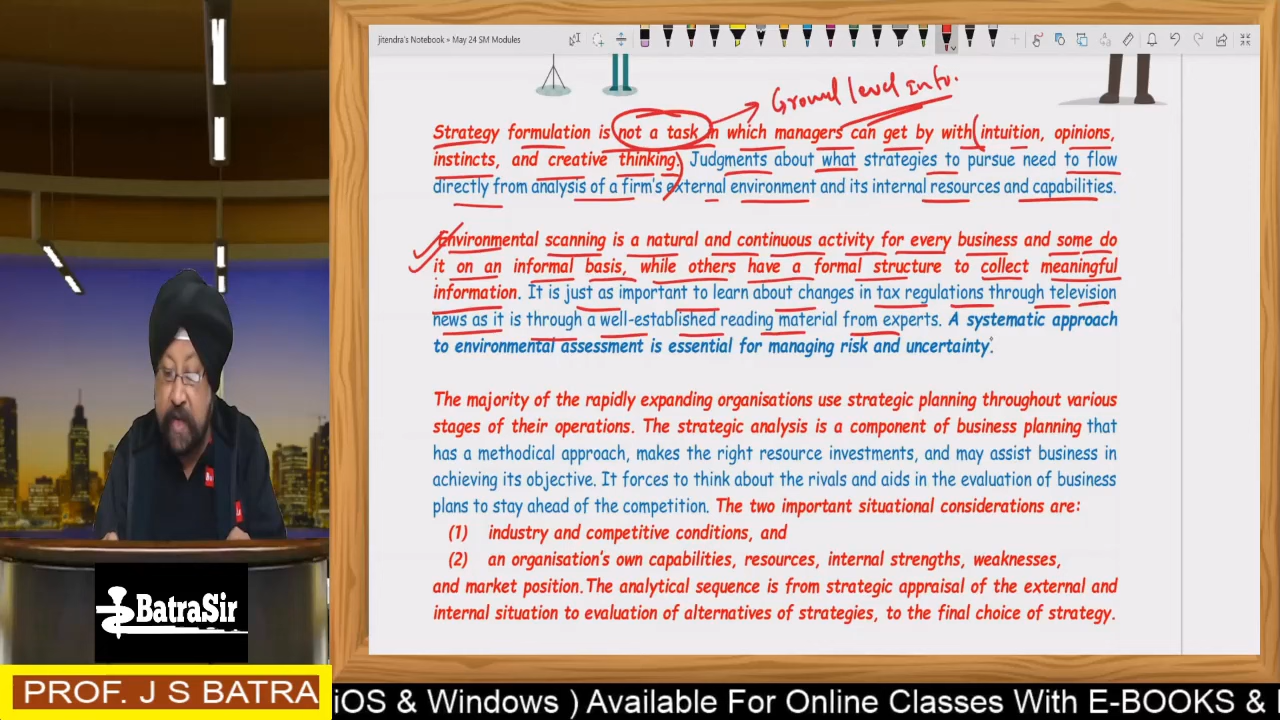 jitendra's Notebook » May 24 SM Modules
Ground level Info.
Strategy formulation is not a task in which managers can get by with intuition, opinions,
instincts, and creative thinking. Judgments about what strategies to pursue need to flow
directly from analysis of a firm's external environment and its internal resources and capabilities.
Environmental scanning is a natural and continuous activity for every business and some do
it on an informal basis, while others have a formal structure to collect meaningful
information. It is just as important to learn about changes in tax regulations through television
news as it is through a well-established reading material from experts. A systematic approach
to environmental assessment is essential for managing risk and uncertainty.
The majority of the rapidly expanding organisations use strategic planning throughout various
stages of their operations. The strategic analysis is a component of business planning that
has a methodical approach, makes the right resource investments, and may assist business in
achieving its objective. It forces to think about the rivals and aids in the evaluation of business
plans to stay ahead of the competition. The two important situational considerations are:
(1) industry and competitive conditions, and
(2) an organisation's own capabilities, resources, internal strengths, weaknesses,
and market position. The analytical sequence is from strategic appraisal of the external and
internal situation to evaluation of alternatives of strategies, to the final choice of strategy.
BatraSir
PROF. J S BATRA
iOS & Windows ) Available For Online Classes With E-BOOKS &